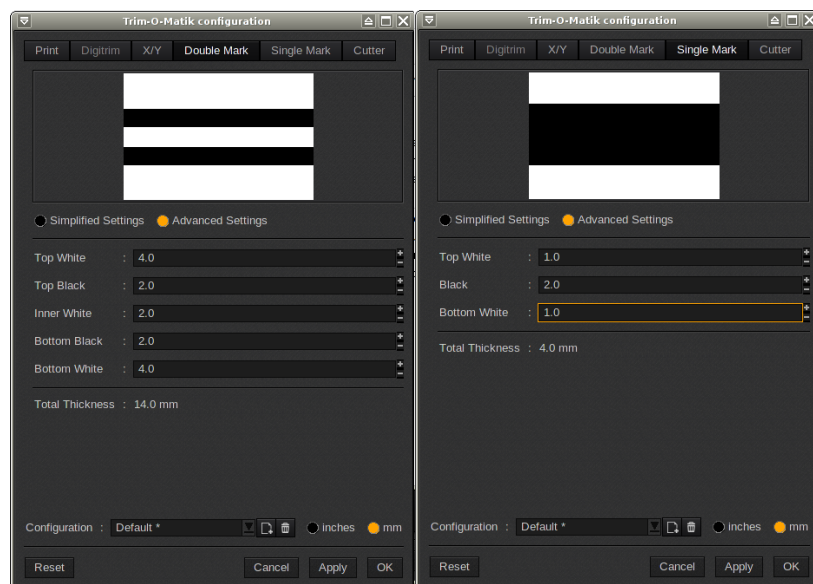 Trim-O-Matik configuration
Print Digitrim X/Y Double Mark Single Mark Cutter
Simplified Settings Advanced Settings
Top White : 4.0
Top Black : 2.0
Inner White : 2.0
Bottom Black : 2.0
Bottom White : 4.0
Total Thickness : 14.0 mm
Configuration : Default * inches mm
Reset Cancel Apply OK
Trim-O-Matik configuration
Print Digitrim X/Y Double Mark Single Mark Cutter
Simplified Settings Advanced Settings
Top White : 1.0
Black : 2.0
Bottom White : 1.0
Total Thickness : 4.0 mm
Configuration : Default * inches mm
Reset Cancel Apply OK